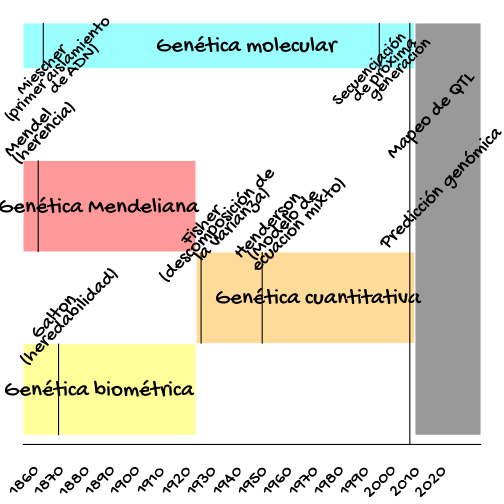 Genética molecular
Miescher
(primer aislamiento
de ADN)
Secuenciación
de próxima
generación
Mendel
(herencia)
Mapeo de QTL
Predicción genómica
Genética Mendeliana
Fisher
(descomposición de
la varianza)
Henderson
(Modelo de
ecuación mixto)
Genética cuantitativa
Galton
(heredabilidad)
Genética biométrica
1860 1870 1880 1890 1900 1910 1920 1930 1940 1950 1960 1970 1980 1990 2000 2010 2020